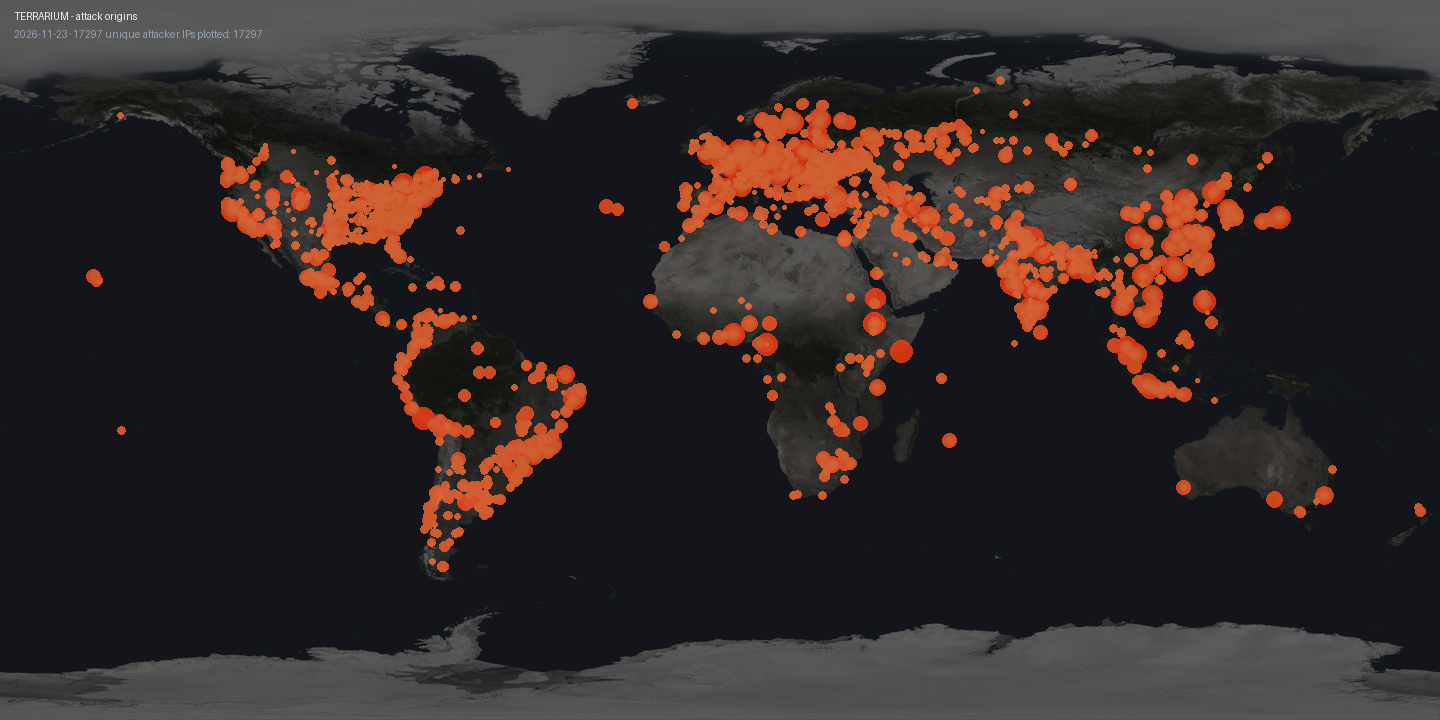 TERRARIUM - attack origins
2026-11-23 · 17297 unique attacker IPs plotted: 17297